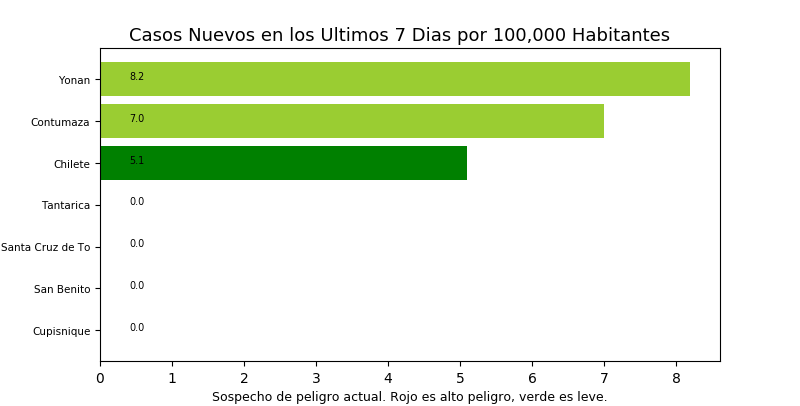 Casos Nuevos en los Ultimos 7 Dias por 100,000 Habitantes
Yonan 8.2
Contumaza 7.0
Chilete 5.1
Tantarica 0.0
Santa Cruz de To 0.0
San Benito 0.0
Cupisnique 0.0
0 1 2 3 4 5 6 7 8
Sospecho de peligro actual. Rojo es alto peligro, verde es leve.